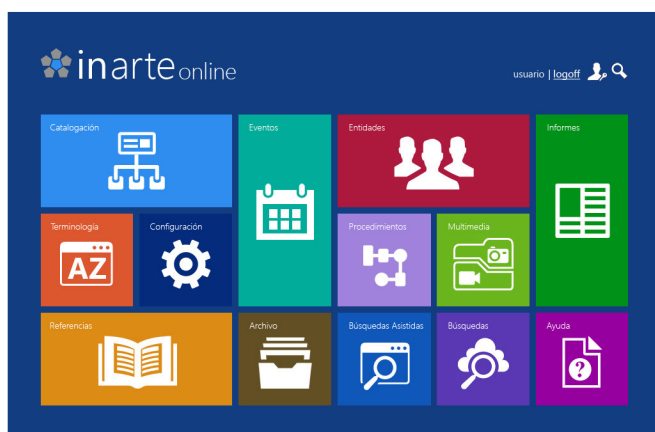 inarte online
usuario | logoff
Catalogación
Eventos
Entidades
Informes
Terminología
AZ
Configuración
Procedimientos
Multimedia
Referencias
Archivo
Búsquedas Asistidas
Búsquedas
Ayuda
?